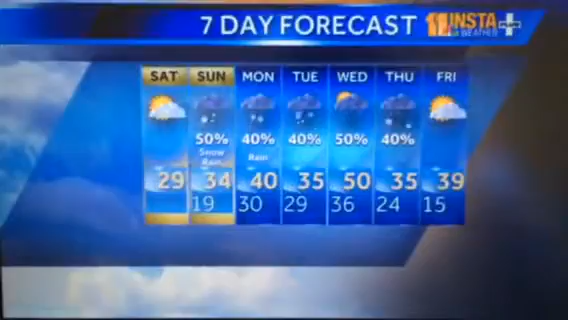 7 DAY FORECAST 11 INSTA
WEATHER PLUS
SAT SUN MON TUE WED THU FRI
50% 40% 40% 50% 40%
Snow
Rain Rain
29 34 40 35 50 35 39
19 30 29 36 24 15